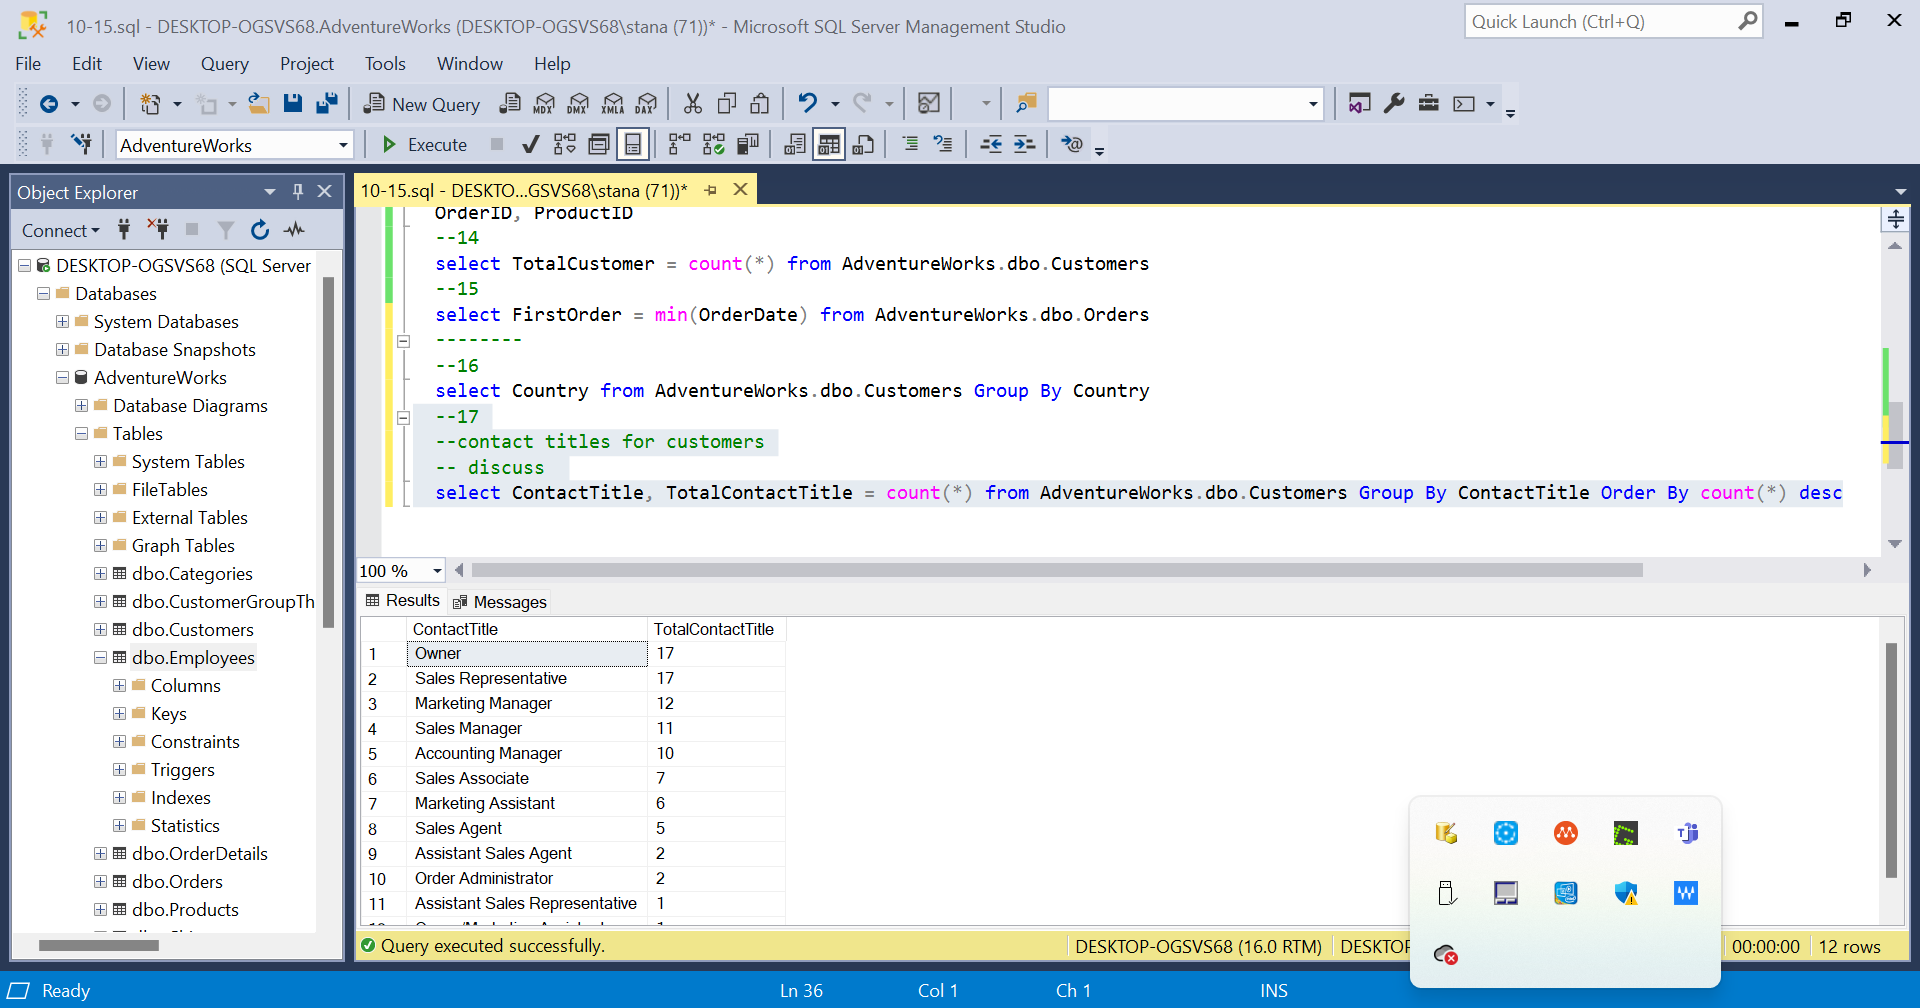 10-15.sql - DESKTOP-OGSVS68.AdventureWorks (DESKTOP-OGSVS68\stana (71))* - Microsoft SQL Server Management Studio
Quick Launch (Ctrl+Q)
File Edit View Query Project Tools Window Help
New Query MDX DMX XMLA DAX
AdventureWorks Execute
Object Explorer
Connect
DESKTOP-OGSVS68 (SQL Server
Databases
System Databases
Database Snapshots
AdventureWorks
Database Diagrams
Tables
System Tables
FileTables
External Tables
Graph Tables
dbo.Categories
dbo.CustomerGroupTh
dbo.Customers
dbo.Employees
Columns
Keys
Constraints
Triggers
Indexes
Statistics
dbo.OrderDetails
dbo.Orders
dbo.Products
10-15.sql - DESKTO...GSVS68\stana (71))*
OrderID, ProductID
--14
select TotalCustomer = count(*) from AdventureWorks.dbo.Customers
--15
select FirstOrder = min(OrderDate) from AdventureWorks.dbo.Orders
--------
--16
select Country from AdventureWorks.dbo.Customers Group By Country
--17
--contact titles for customers
-- discuss
select ContactTitle, TotalContactTitle = count(*) from AdventureWorks.dbo.Customers Group By ContactTitle Order By count(*) desc
100 %
Results Messages
ContactTitle TotalContactTitle
1 Owner 17
2 Sales Representative 17
3 Marketing Manager 12
4 Sales Manager 11
5 Accounting Manager 10
6 Sales Associate 7
7 Marketing Assistant 6
8 Sales Agent 5
9 Assistant Sales Agent 2
10 Order Administrator 2
11 Assistant Sales Representative 1
Query executed successfully. DESKTOP-OGSVS68 (16.0 RTM) DESKTOP 00:00:00 12 rows
Ready Ln 36 Col 1 Ch 1 INS